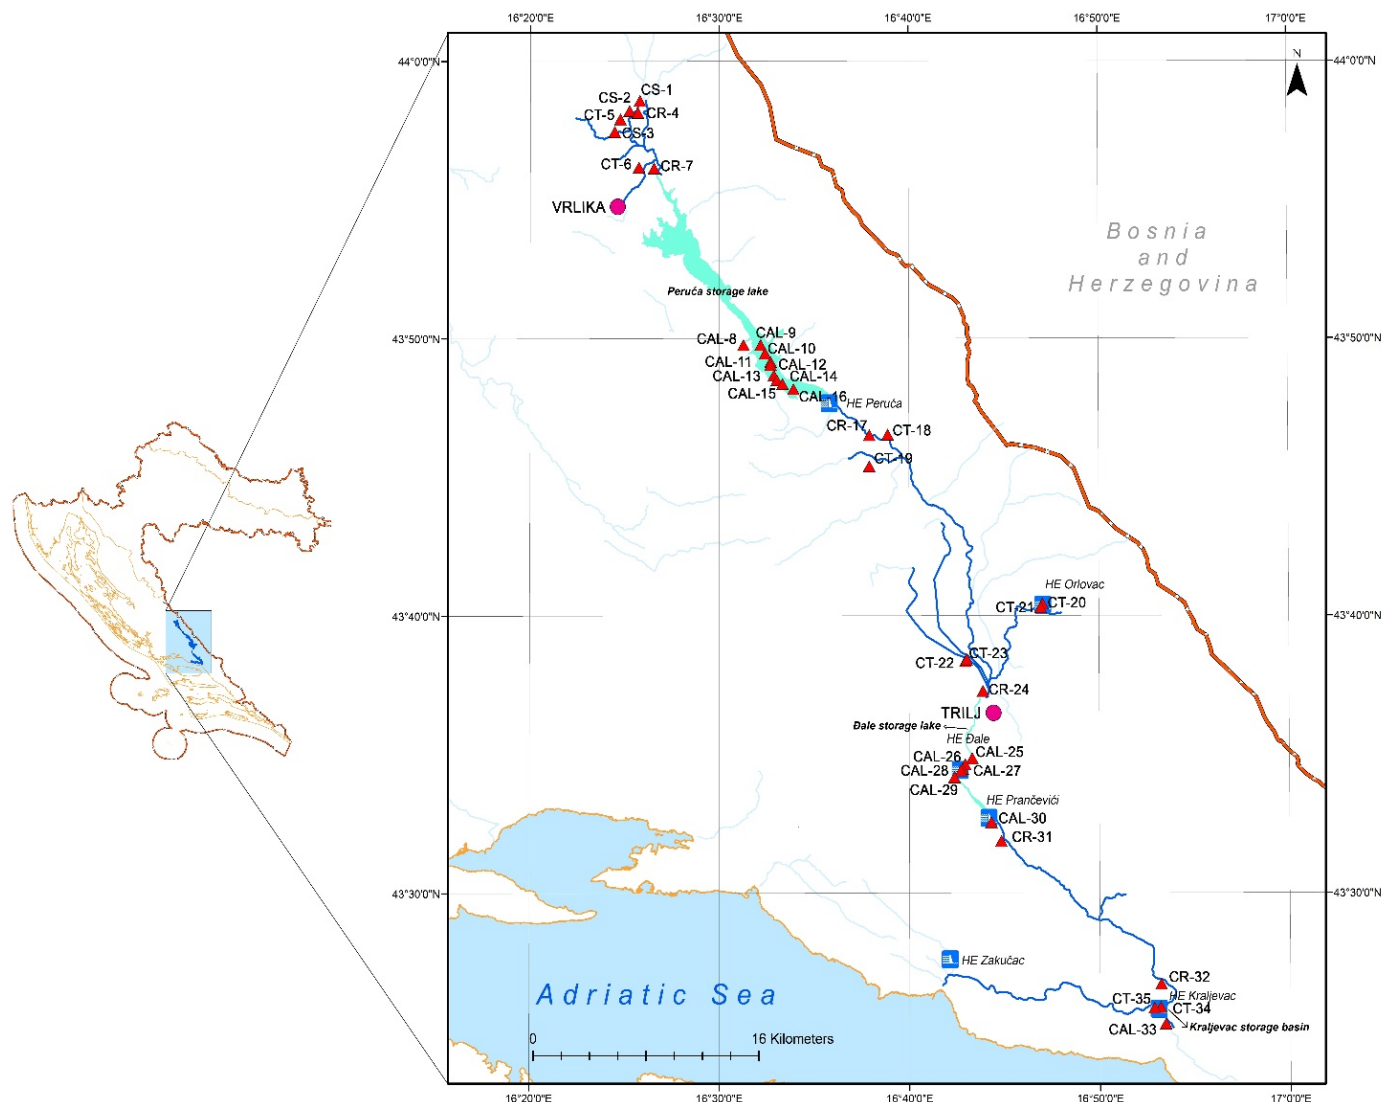 16°20'0"E
16°30'0"E
16°40'0"E
16°50'0"E
17°0'0"E
44°0'0"N
44°0'0"N
N
CS-1
CS-2
CR-4
CT-5
CS-3
CT-6
CR-7
VRLIKA
Bosnia
and
Herzegovina
Peruća storage lake
43°50'0"N
43°50'0"N
CAL-9
CAL-8
CAL-10
CAL-11
CAL-12
CAL-13
CAL-14
CAL-15
CAL-16
HE Peruća
CR-17
CT-18
CT-19
HE Orlovac
CT-21
CT-20
43°40'0"N
43°40'0"N
CT-23
CT-22
CR-24
TRILJ
Đale storage lake
HE Đale
CAL-25
CAL-26
CAL-28
CAL-27
CAL-29
HE Prančevići
CAL-30
CR-31
43°30'0"N
43°30'0"N
HE Zakučac
CR-32
HE Kraljevac
CT-35
CT-34
CAL-33
Kraljevac storage basin
Adriatic Sea
0
16 Kilometers
16°20'0"E
16°30'0"E
16°40'0"E
16°50'0"E
17°0'0"E